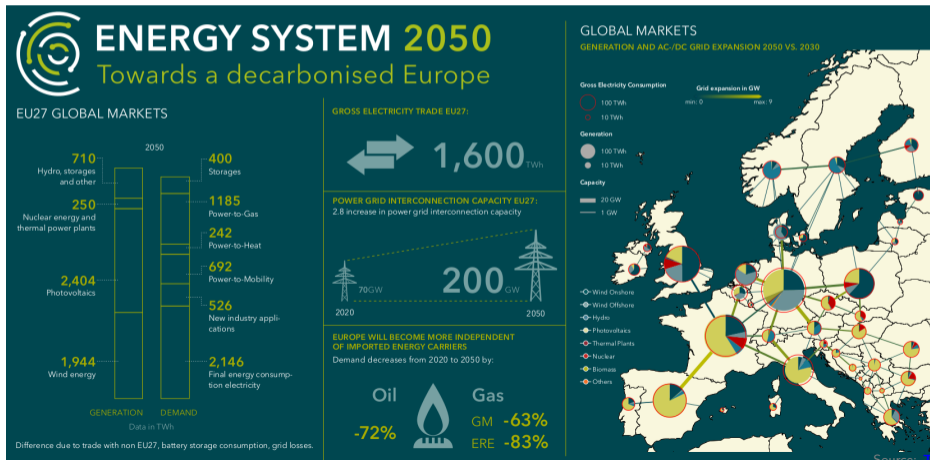 ENERGY SYSTEM 2050
Towards a decarbonised Europe
EU27 GLOBAL MARKETS
2050
710
Hydro, storages
and other
250
Nuclear energy and
thermal power plants
2,404
Photovoltaics
1,944
Wind energy
400
Storages
1185
Power-to-Gas
242
Power-to-Heat
692
Power-to-Mobility
526
New industry appli-
cations
2,146
Final energy consump-
tion electricity
GENERATION DEMAND
Data in TWh
Difference due to trade with non EU27, battery storage consumption, grid losses.
GROSS ELECTRICITY TRADE EU27:
1,600 TWh
POWER GRID INTERCONNECTION CAPACITY EU27:
2.8 increase in power grid interconnection capacity
70GW
200 GW
2020
2050
EUROPE WILL BECOME MORE INDEPENDENT
OF IMPORTED ENERGY CARRIERS
Demand decreases from 2020 to 2050 by:
Oil
-72%
Gas
GM -63%
ERE -83%
GLOBAL MARKETS
GENERATION AND AC-/DC GRID EXPANSION 2050 VS. 2030
Gross Electricity Consumption
100 TWh
10 TWh
Grid expansion in GW
min: 0 max: 9
Generation
100 TWh
10 TWh
Capacity
20 GW
1 GW
Wind Onshore
Wind Offshore
Hydro
Photovoltaics
Thermal Plants
Nuclear
Biomass
Others
Source: